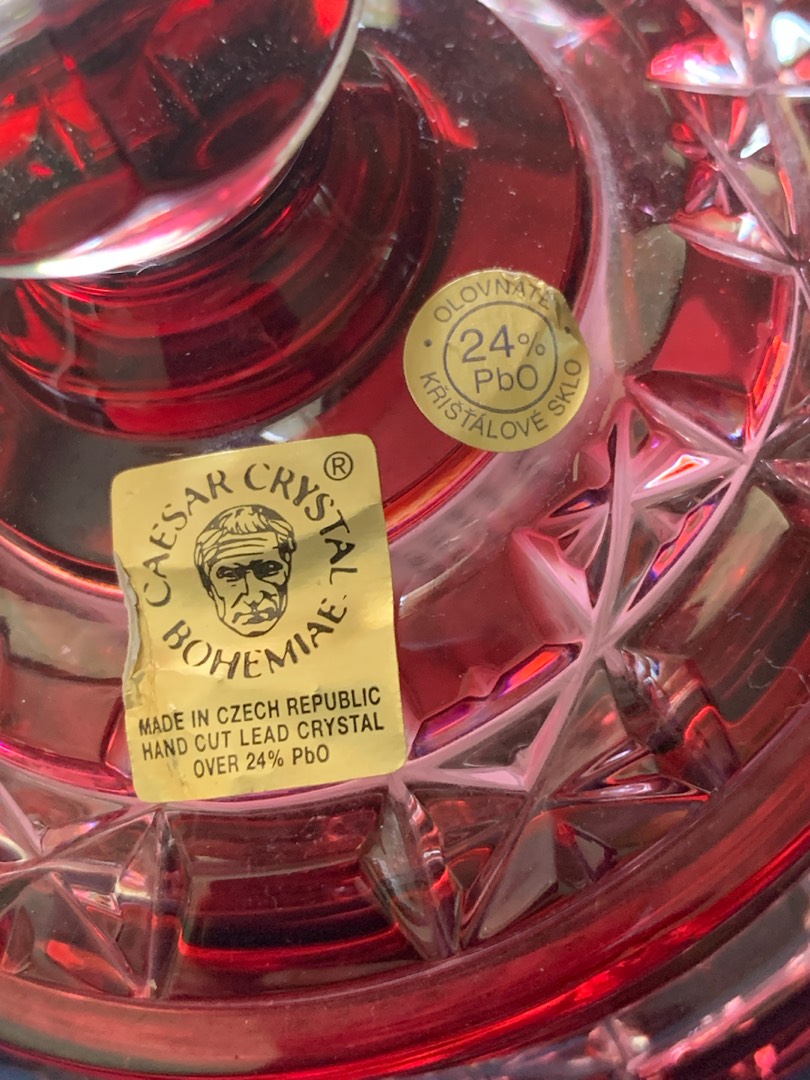 OLOVNATÉ
24%
PbO
KŘIŠŤÁLOVÉ SKLO
®
CAESAR CRYSTAL
BOHEMIAE
MADE IN CZECH REPUBLIC
HAND CUT LEAD CRYSTAL
OVER 24% PbO